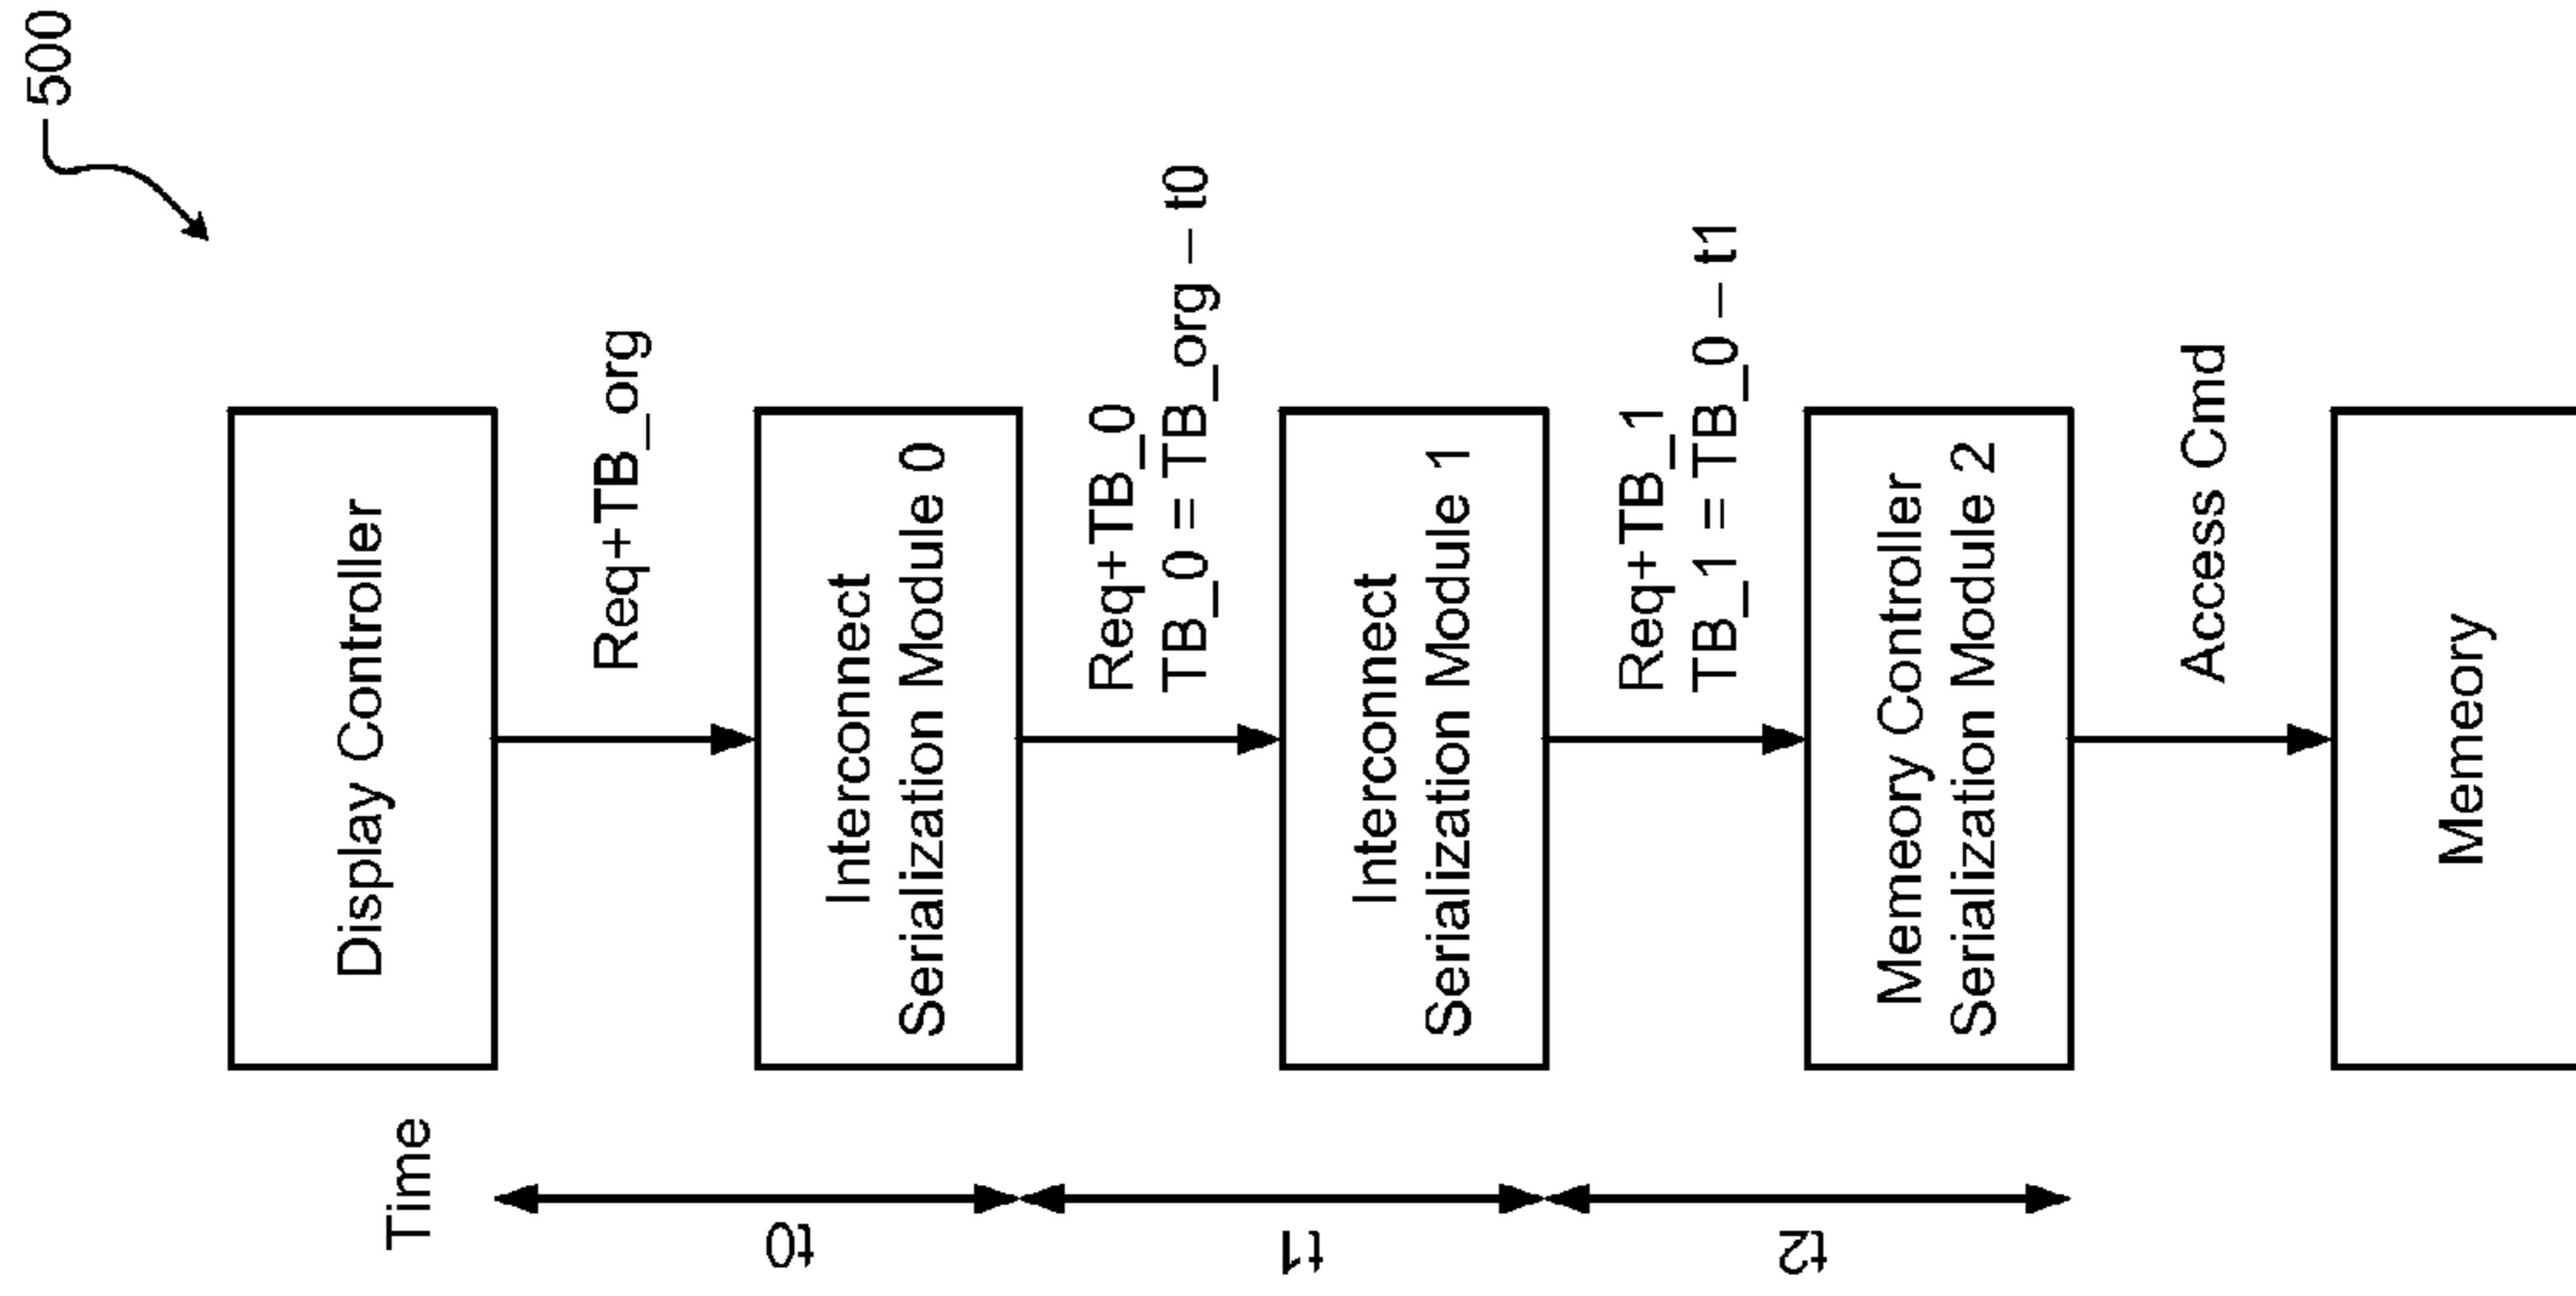 500
Display Controller
Time
Req+TB_org
t0
Interconnect
Serialization Module 0
Req+TB_0
TB_0 = TB_org – t0
t1
Interconnect
Serialization Module 1
Req+TB_1
TB_1 = TB_0 – t1
t2
Memeory Controller
Serialization Module 2
Access Cmd
Memeory